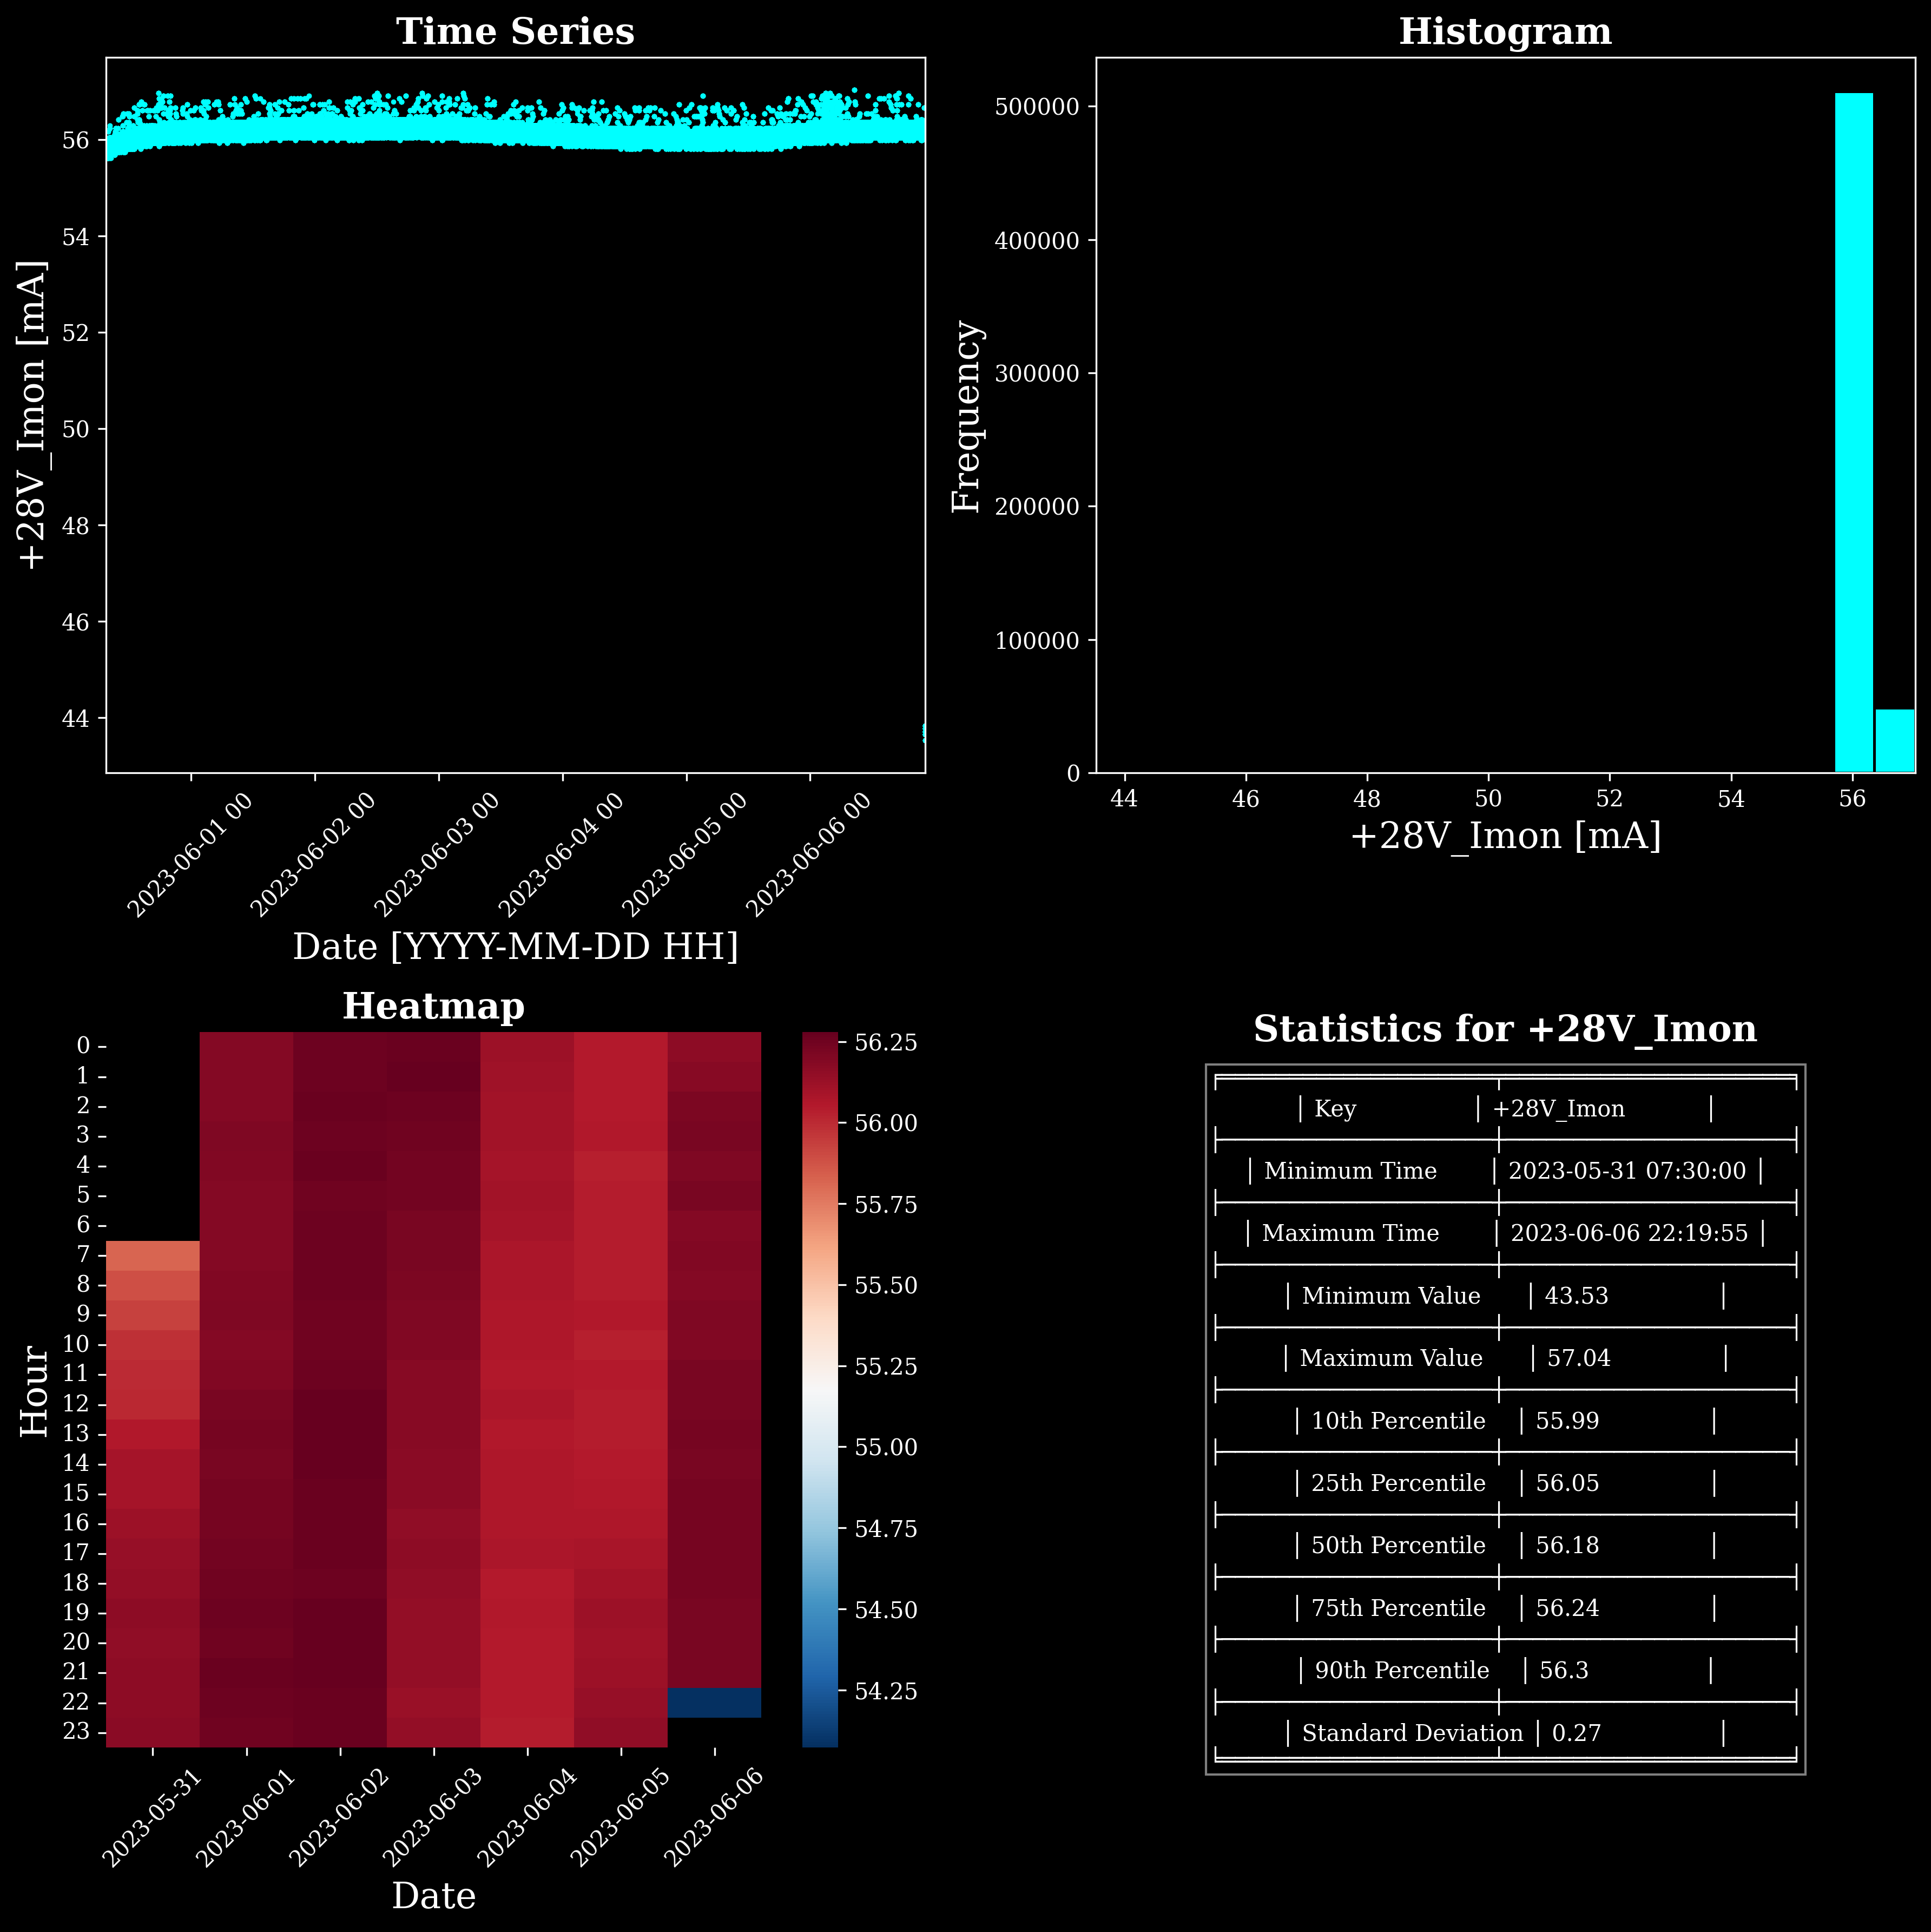 Time Series
+28V_Imon [mA]
56
54
52
50
48
46
44
2023-06-01 00
2023-06-02 00
2023-06-03 00
2023-06-04 00
2023-06-05 00
2023-06-06 00
Date [YYYY-MM-DD HH]
Histogram
Frequency
500000
400000
300000
200000
100000
0
44 46 48 50 52 54 56
+28V_Imon [mA]
Heatmap
Hour
0
1
2
3
4
5
6
7
8
9
10
11
12
13
14
15
16
17
18
19
20
21
22
23
2023-05-31
2023-06-01
2023-06-02
2023-06-03
2023-06-04
2023-06-05
2023-06-06
Date
56.25
56.00
55.75
55.50
55.25
55.00
54.75
54.50
54.25
Statistics for +28V_Imon
| Key | +28V_Imon |
| Minimum Time | 2023-05-31 07:30:00 |
| Maximum Time | 2023-06-06 22:19:55 |
| Minimum Value | 43.53 |
| Maximum Value | 57.04 |
| 10th Percentile | 55.99 |
| 25th Percentile | 56.05 |
| 50th Percentile | 56.18 |
| 75th Percentile | 56.24 |
| 90th Percentile | 56.3 |
| Standard Deviation | 0.27 |